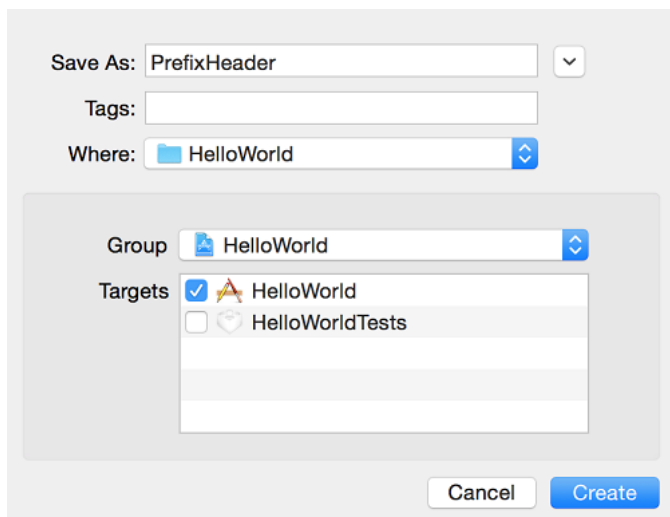 Save As: PrefixHeader
Tags:
Where: HelloWorld
Group HelloWorld
Targets HelloWorld
HelloWorldTests
Cancel Create